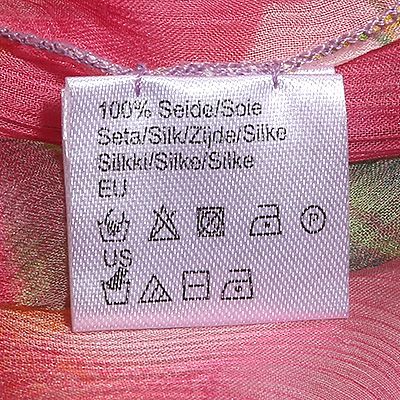 100% Seide/Soie
Seta/Silk/Zijde/Silke
Silkki/Silke/Silke
EU
P
US